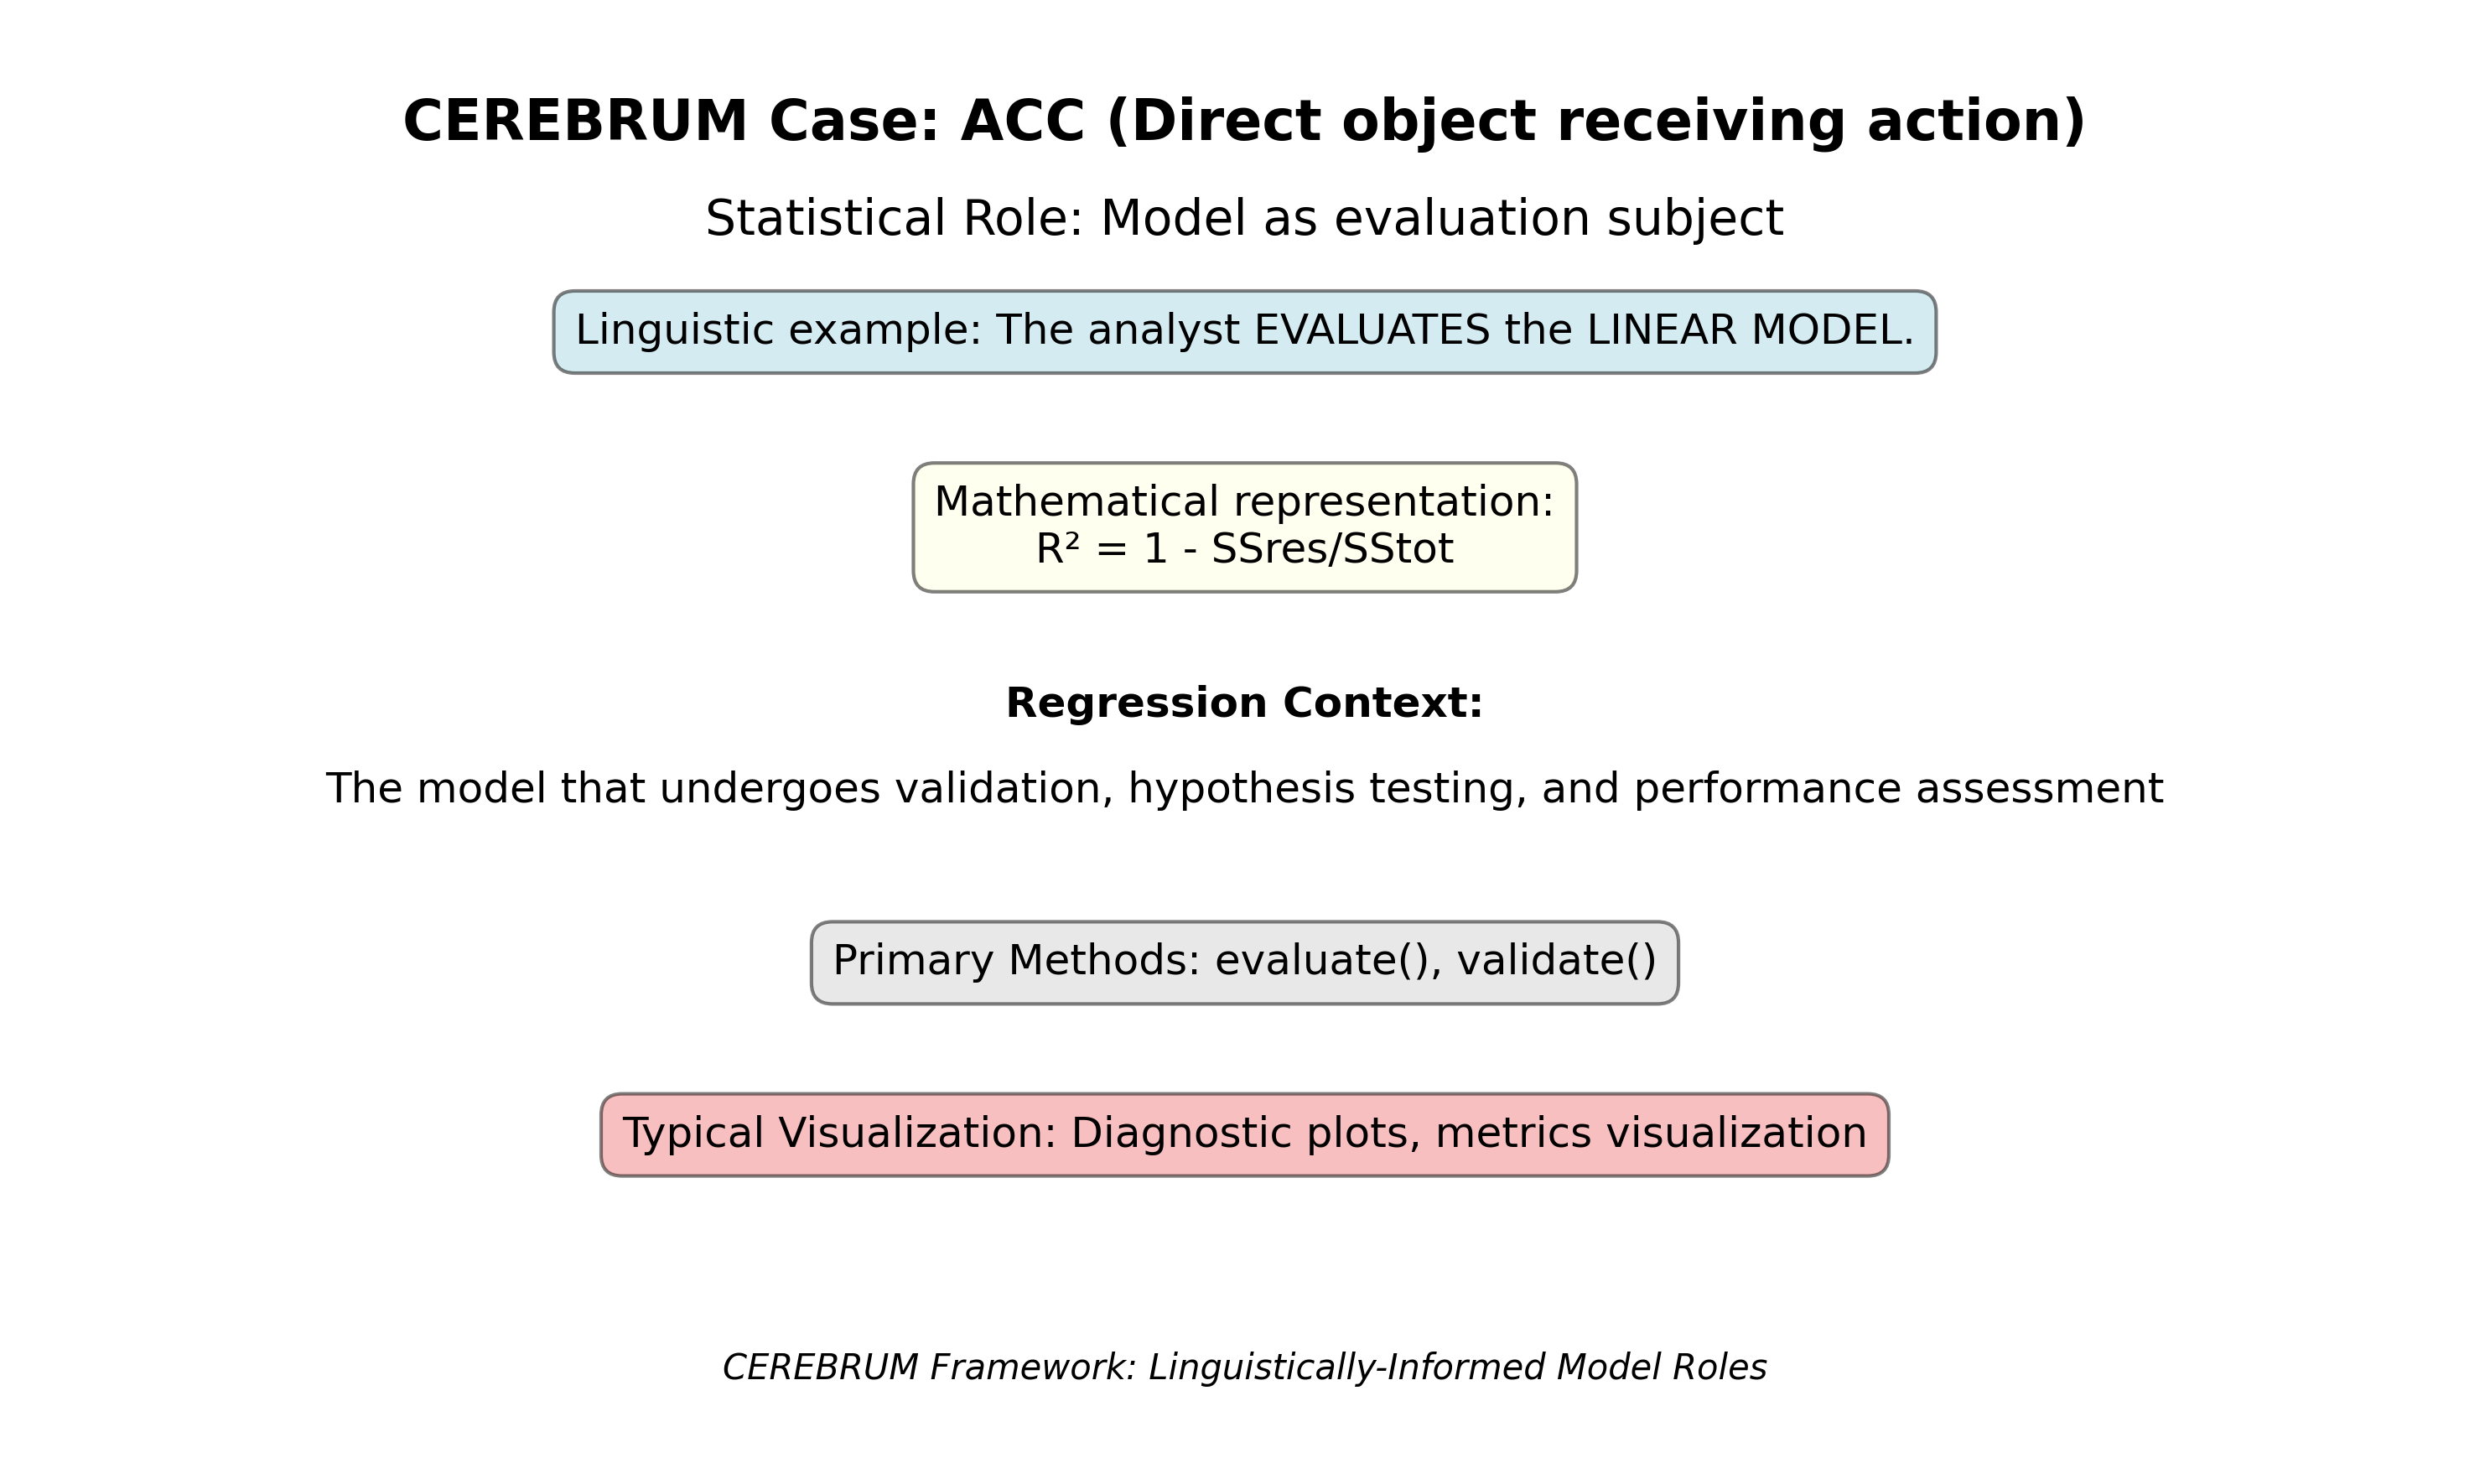 CEREBRUM Case: ACC (Direct object receiving action)
Statistical Role: Model as evaluation subject
Linguistic example: The analyst EVALUATES the LINEAR MODEL.
Mathematical representation:
R² = 1 - SSres/SStot
Regression Context:
The model that undergoes validation, hypothesis testing, and performance assessment
Primary Methods: evaluate(), validate()
Typical Visualization: Diagnostic plots, metrics visualization
CEREBRUM Framework: Linguistically-Informed Model Roles